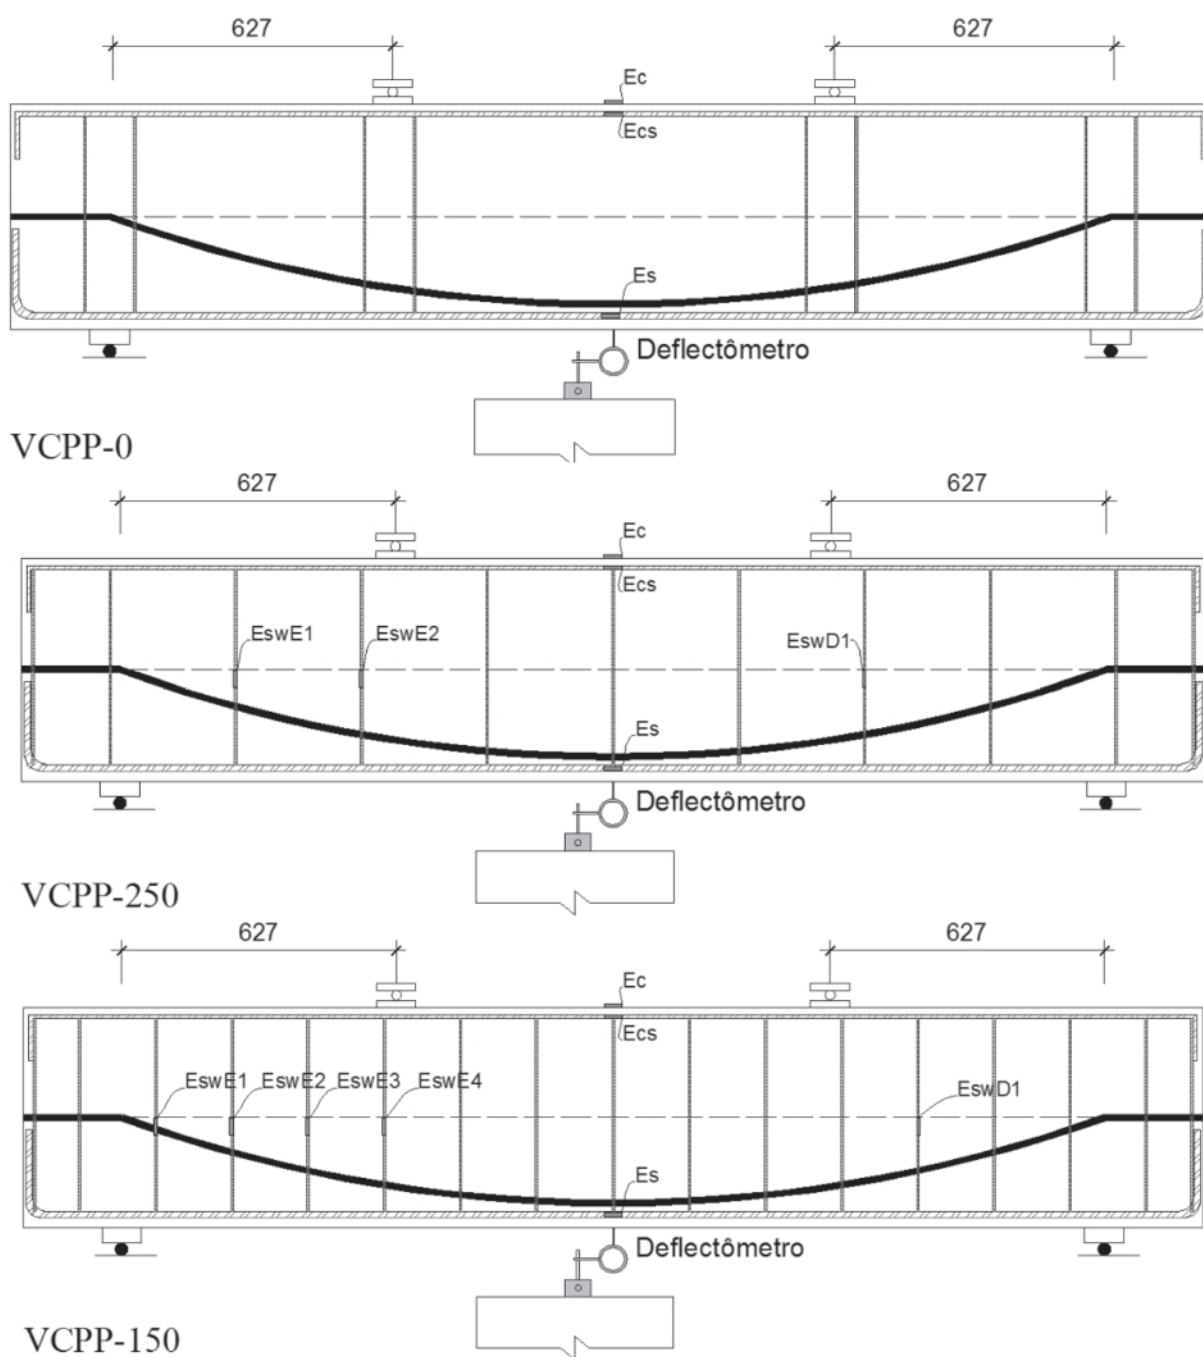 627 627
Ec
Ecs
Es
Deflectômetro
VCPP-0
627 627
Ec
Ecs
EswE1 EswE2 EswD1
Es
Deflectômetro
VCPP-250
627 627
Ec
Ecs
EswE1 EswE2 EswE3 EswE4 EswD1
Es
Deflectômetro
VCPP-150